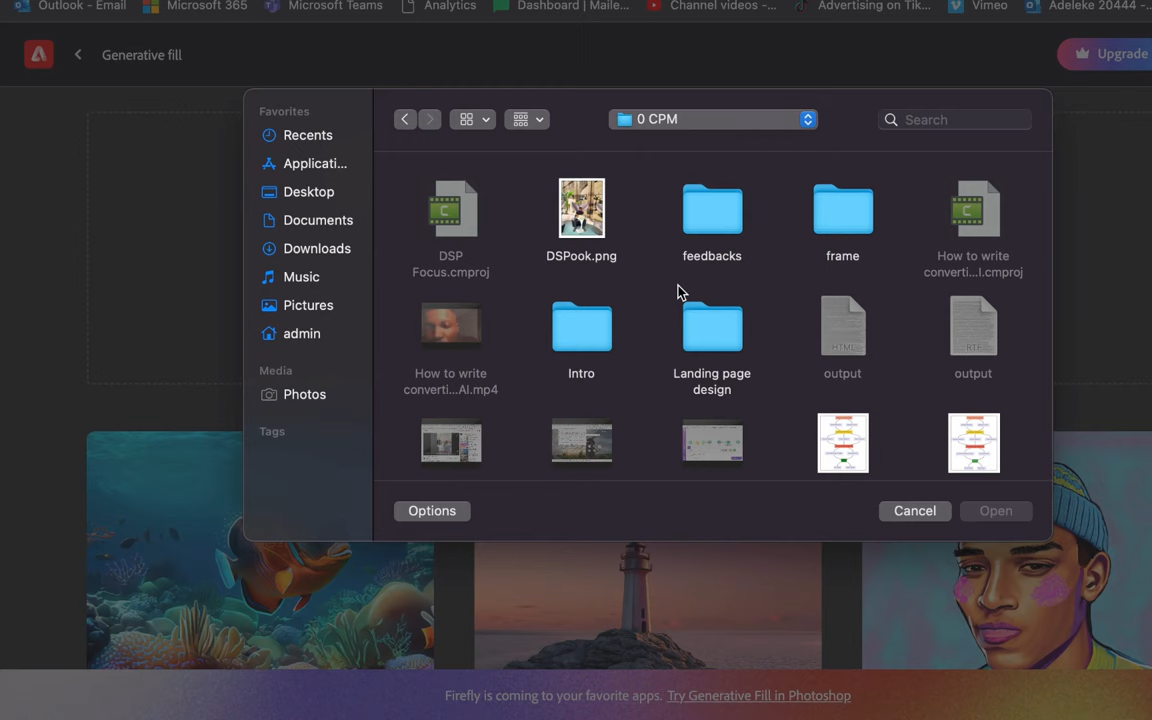 Outlook - Email Microsoft 365 Microsoft Teams Analytics Dashboard | Maile... Channel videos -... Advertising on Tik... Vimeo Adeleke 20444 -...
Generative fill
Upgrade
Favorites
Recents
Applicati...
Desktop
Documents
Downloads
Music
Pictures
admin
Media
Photos
Tags
0 CPM
Search
DSP
Focus.cmproj
DSPook.png
feedbacks
frame
How to write
converti...I.cmproj
How to write
converti...AI.mp4
Intro
Landing page
design
HTML
output
RTF
output
Options
Cancel
Open
Firefly is coming to your favorite apps. Try Generative Fill in Photoshop